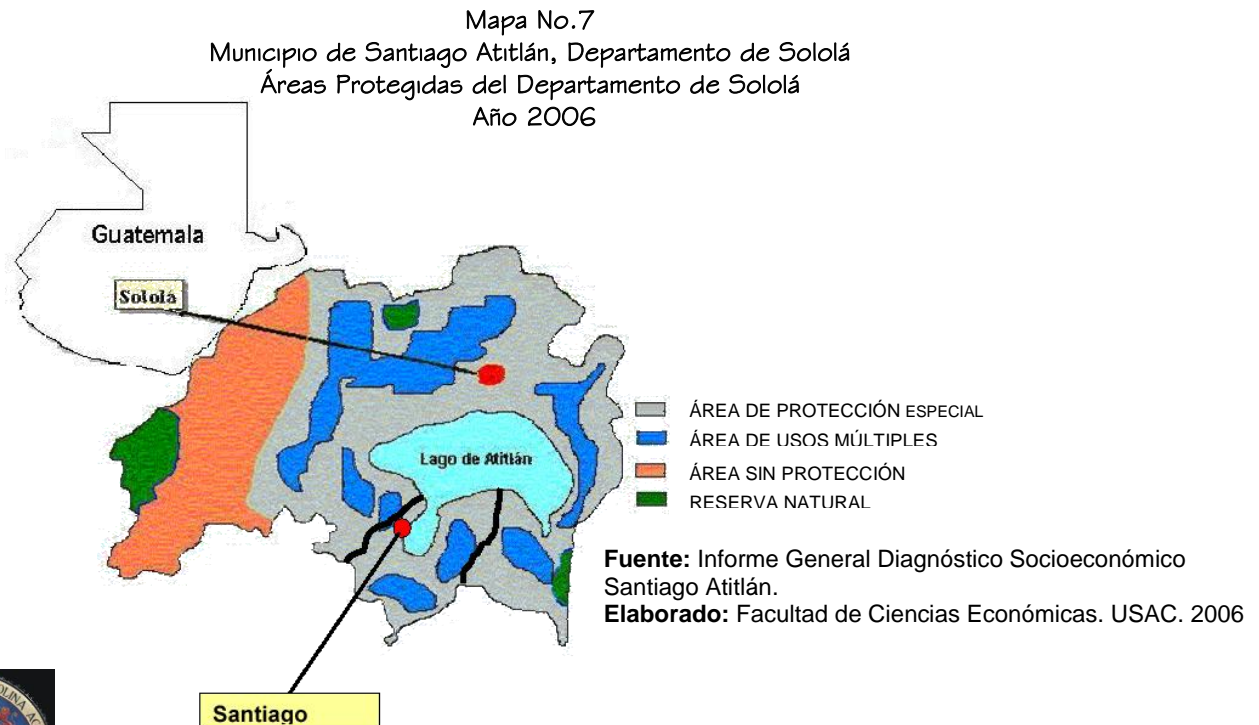 Mapa No.7
Municipio de Santiago Atitlán, Departamento de Sololá
Áreas Protegidas del Departamento de Sololá
Año 2006
Guatemala
Sololá
Lago de Atitlán
ÁREA DE PROTECCIÓN ESPECIAL
ÁREA DE USOS MÚLTIPLES
ÁREA SIN PROTECCIÓN
RESERVA NATURAL
Fuente: Informe General Diagnóstico Socioeconómico
Santiago Atitlán.
Elaborado: Facultad de Ciencias Económicas. USAC. 2006
Santiago